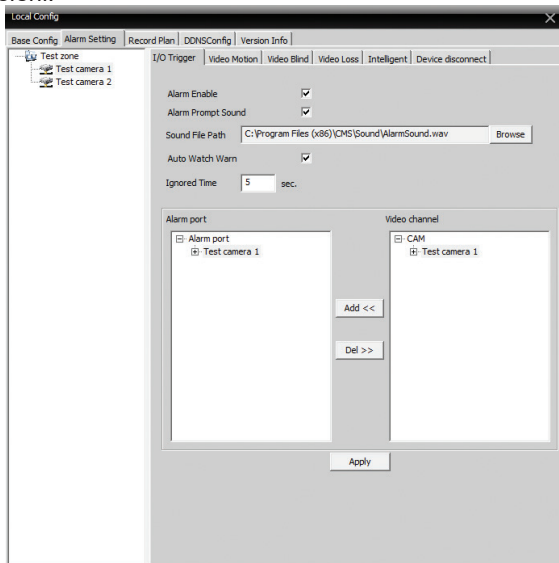 Local Config
Base Config Alarm Setting Record Plan DDNSConfig Version Info
Test zone
Test camera 1
Test camera 2
I/O Trigger Video Motion Video Blind Video Loss Intelligent Device disconnect
Alarm Enable
Alarm Prompt Sound
Sound File Path C:\Program Files (x86)\CMS\Sound\AlarmSound.wav Browse
Auto Watch Warn
Ignored Time 5 sec.
Alarm port Video channel
Alarm port CAM
Test camera 1 Test camera 1
Add <<
Del >>
Apply